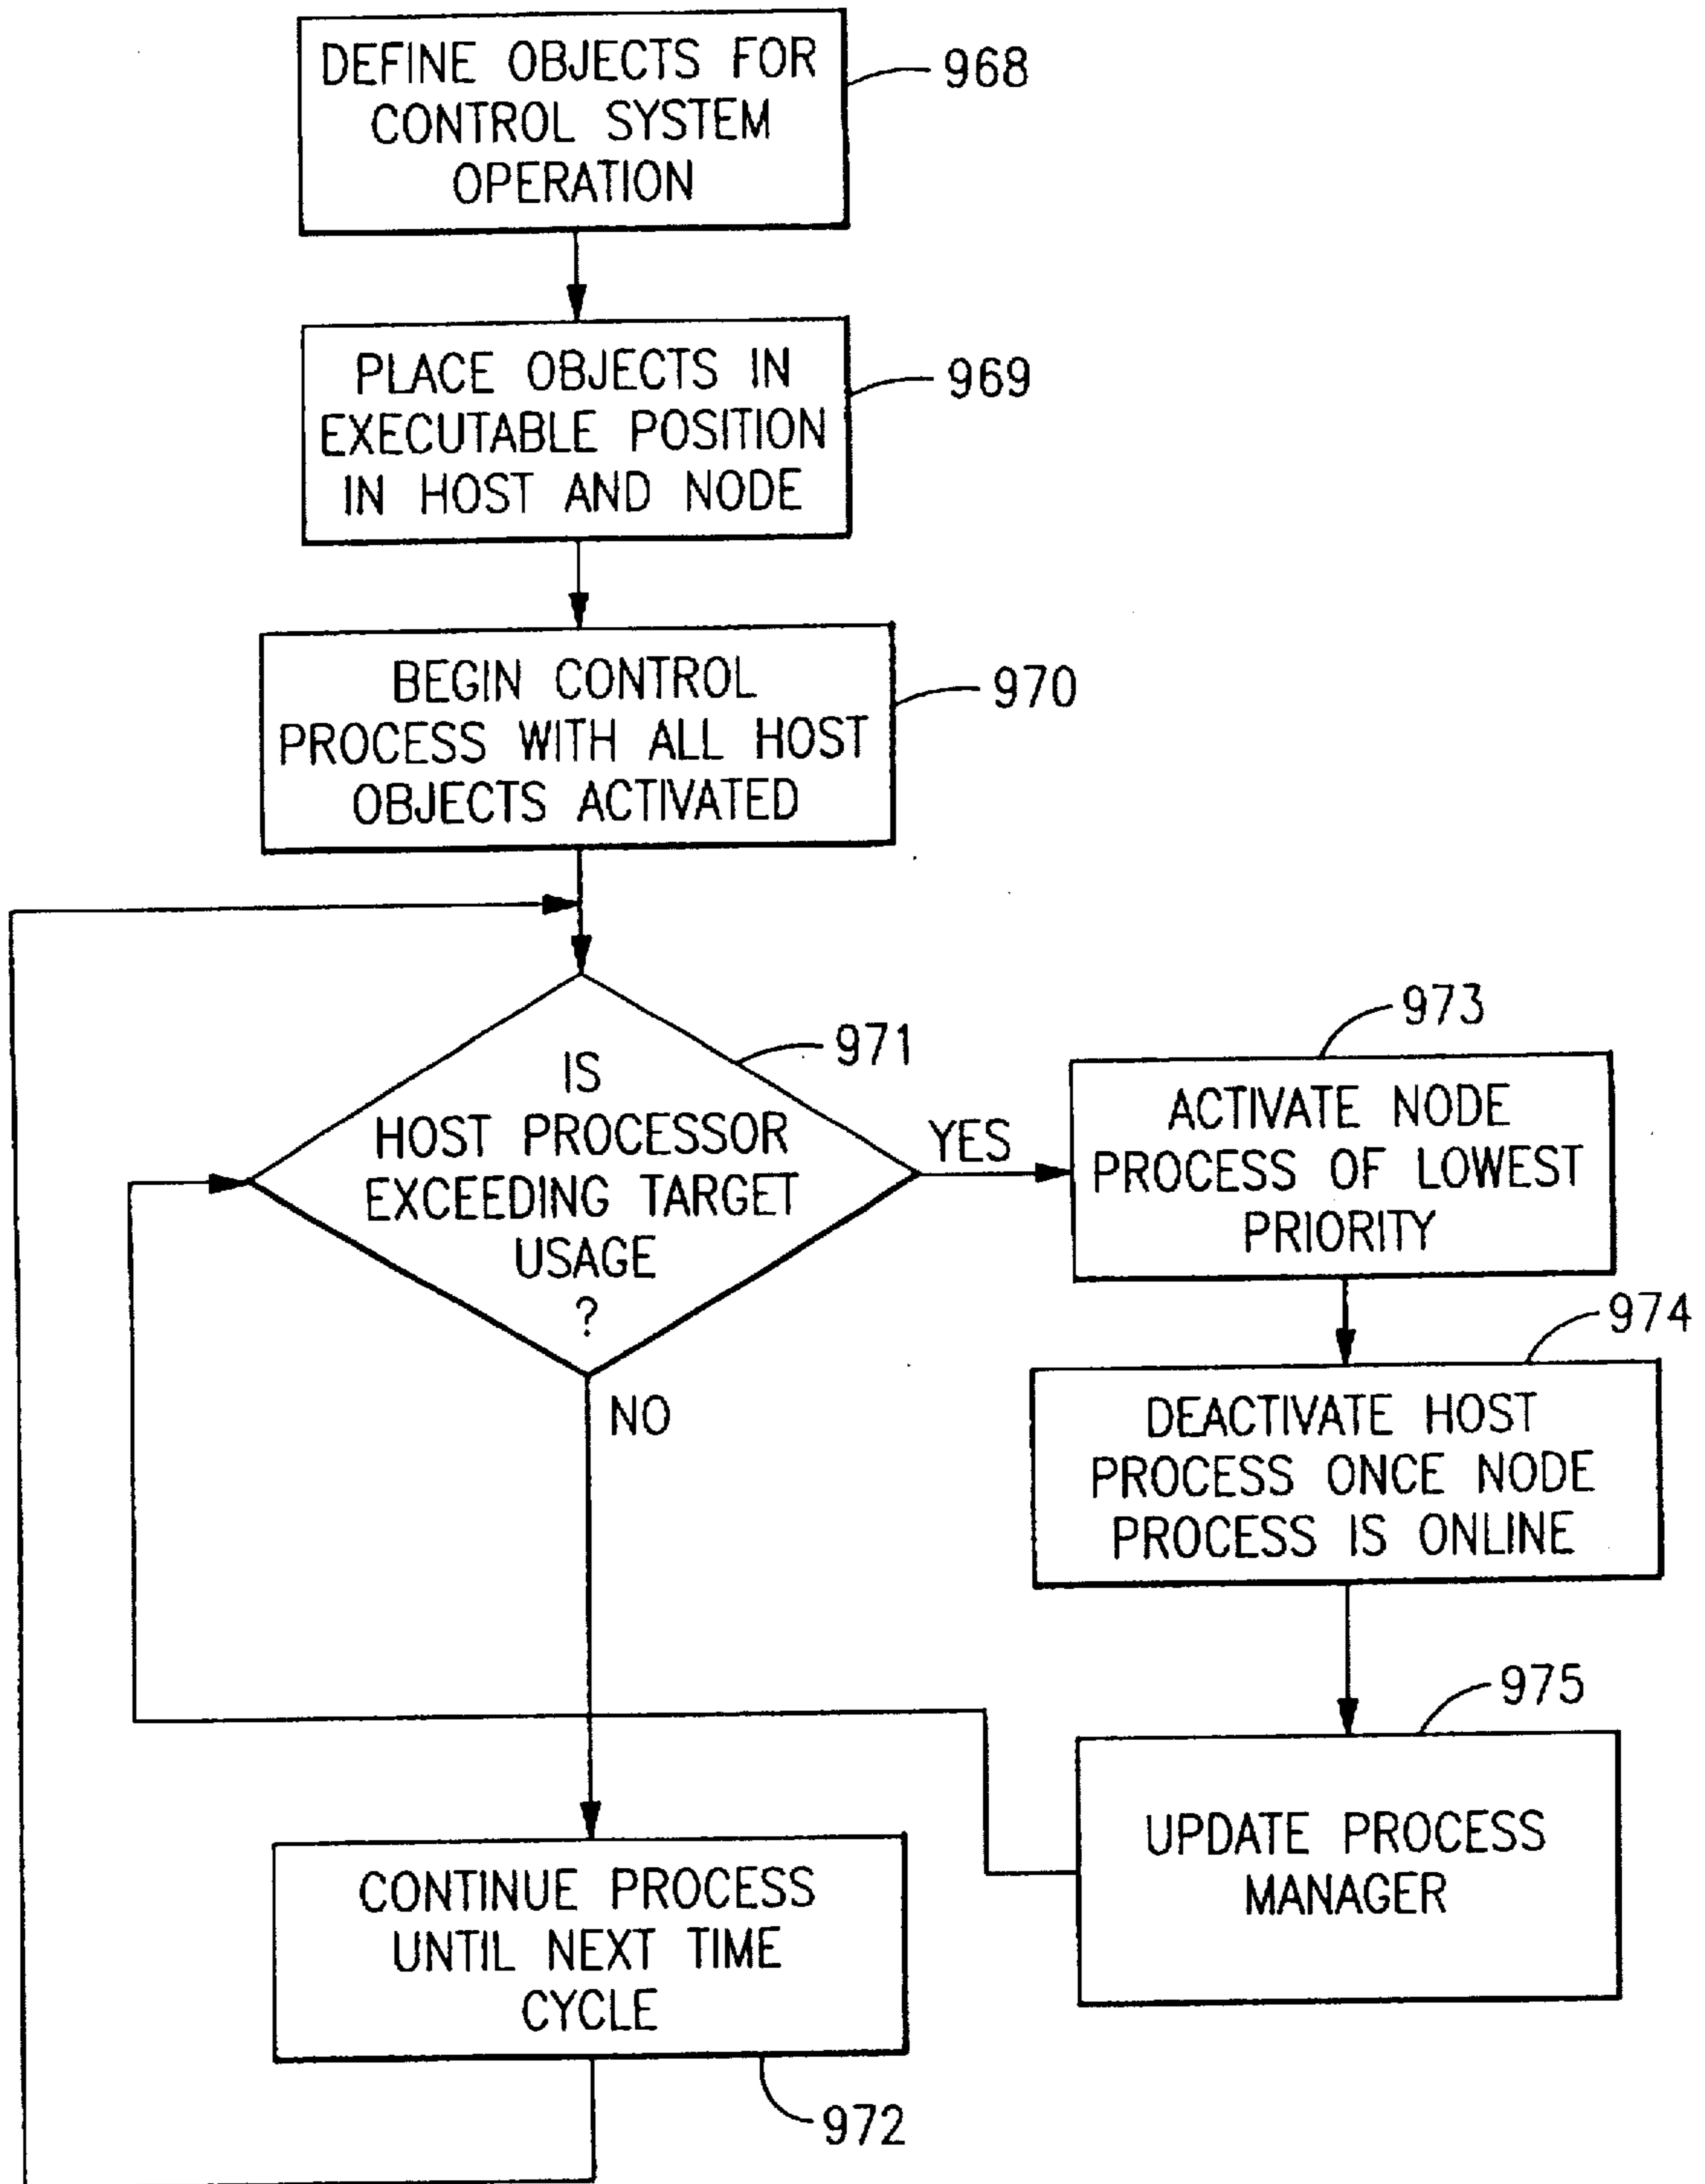 DEFINE OBJECTS FOR
CONTROL SYSTEM
OPERATION
968
PLACE OBJECTS IN
EXECUTABLE POSITION
IN HOST AND NODE
969
BEGIN CONTROL
PROCESS WITH ALL HOST
OBJECTS ACTIVATED
970
IS
HOST PROCESSOR
EXCEEDING TARGET
USAGE
?
971
YES
NO
973
ACTIVATE NODE
PROCESS OF LOWEST
PRIORITY
974
DEACTIVATE HOST
PROCESS ONCE NODE
PROCESS IS ONLINE
975
UPDATE PROCESS
MANAGER
CONTINUE PROCESS
UNTIL NEXT TIME
CYCLE
972